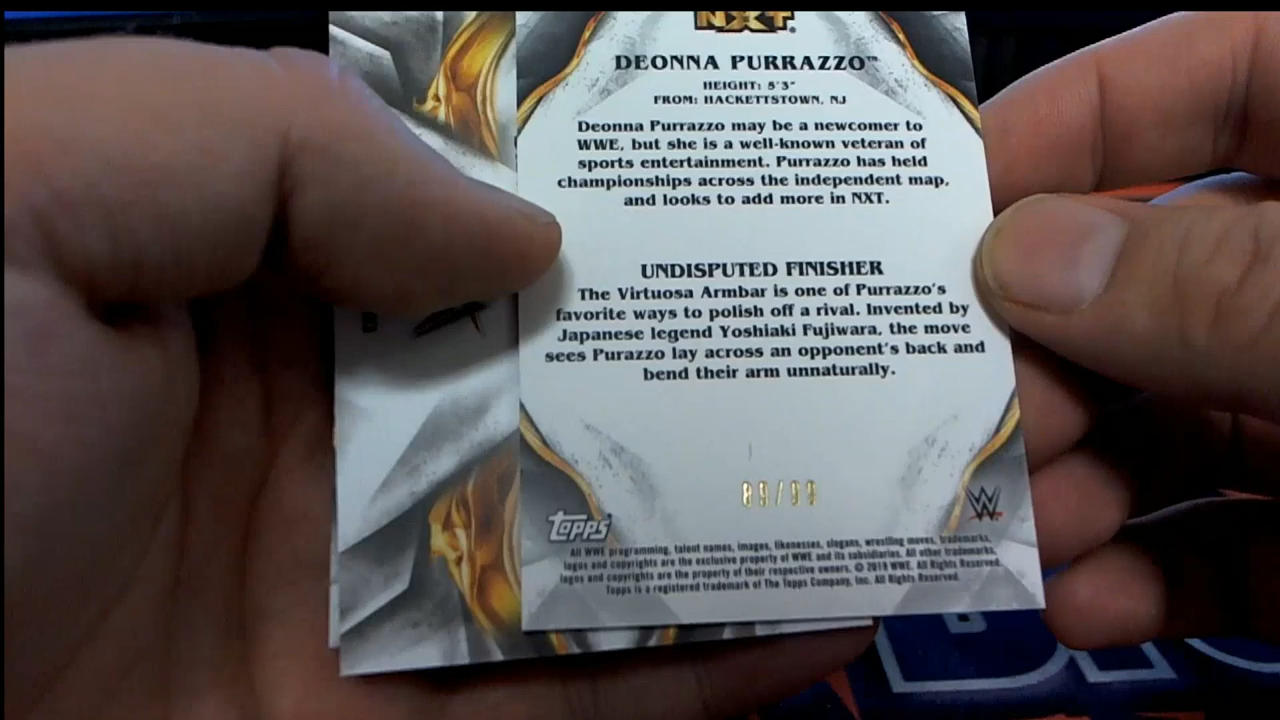 NXT
DEONNA PURRAZZO™
HEIGHT: 5'3"
FROM: HACKETTSTOWN, NJ
Deonna Purrazzo may be a newcomer to
WWE, but she is a well-known veteran of
sports entertainment. Purrazzo has held
championships across the independent map,
and looks to add more in NXT.
UNDISPUTED FINISHER
The Virtuosa Armbar is one of Purrazzo's
favorite ways to polish off a rival. Invented by
Japanese legend Yoshiaki Fujiwara, the move
sees Purazzo lay across an opponent's back and
bend their arm unnaturally.
89/99
Topps
W
All WWE programming, talent names, images, likenesses, slogans, wrestling moves, trademarks,
logos and copyrights are the exclusive property of WWE and its subsidiaries. All other trademarks,
logos and copyrights are the property of their respective owners. © 2019 WWE. All Rights Reserved.
Topps is a registered trademark of The Topps Company, Inc. All Rights Reserved.